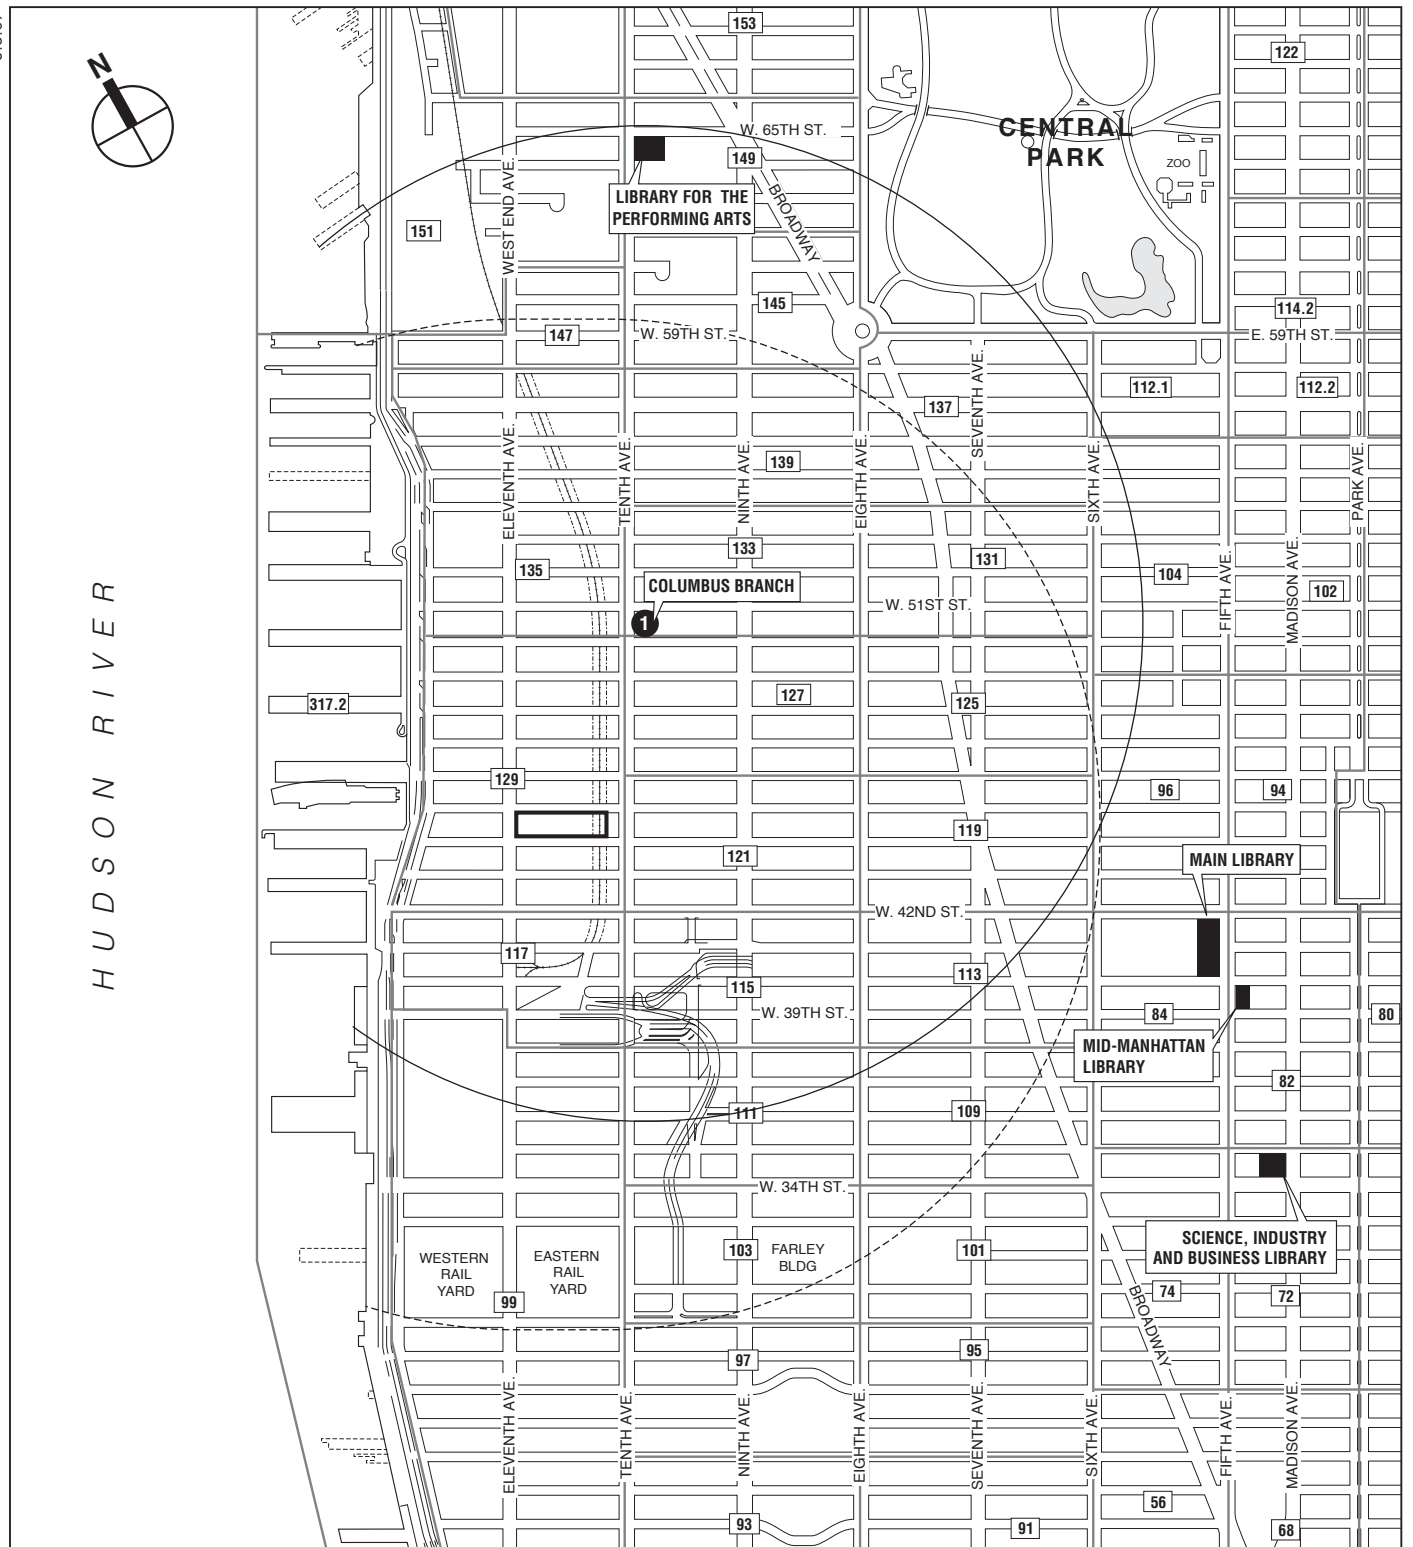 153
122
N
W. 65TH ST.
CENTRAL
PARK
149
ZOO
LIBRARY FOR THE
PERFORMING ARTS
BROADWAY
WEST END AVE.
151
145
114.2
147
W. 59TH ST.
E. 59TH ST.
SEVENTH AVE.
112.1
112.2
137
ELEVENTH AVE.
TENTH AVE.
NINTH AVE.
139
EIGHTH AVE.
SIXTH AVE.
PARK AVE.
133
131
135
104
FIFTH AVE.
MADISON AVE.
102
COLUMBUS BRANCH
W. 51ST ST.
1
HUDSON RIVER
317.2
127
125
129
96
94
119
121
MAIN LIBRARY
W. 42ND ST.
117
113
115
W. 39TH ST.
84
80
MID-MANHATTAN
LIBRARY
82
111
109
W. 34TH ST.
SCIENCE, INDUSTRY
AND BUSINESS LIBRARY
WESTERN
RAIL
YARD
EASTERN
RAIL
YARD
103
FARLEY
BLDG
101
99
74
72
BROADWAY
97
95
ELEVENTH AVE.
TENTH AVE.
NINTH AVE.
EIGHTH AVE.
SEVENTH AVE.
SIXTH AVE.
FIFTH AVE.
MADISON AVE.
56
93
91
68